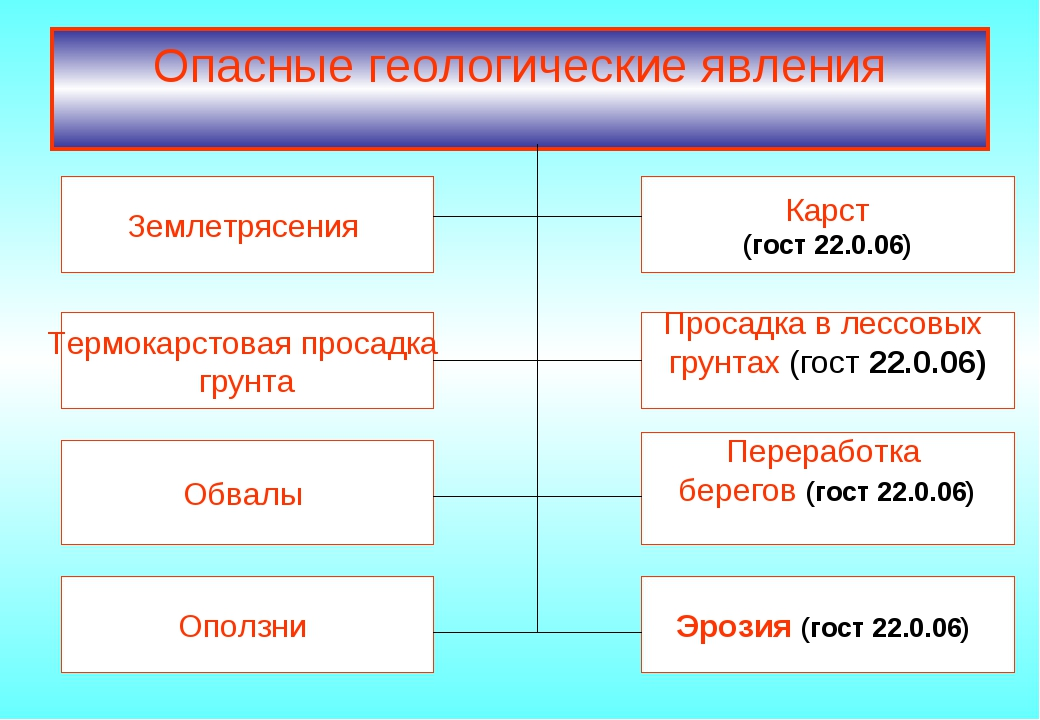 Опасные геологические явления
Землетрясения
Карст
(гост 22.0.06)
Термокарстовая просадка
грунта
Просадка в лессовых
грунтах (гост 22.0.06)
Обвалы
Переработка
берегов (гост 22.0.06)
Оползни
Эрозия (гост 22.0.06)